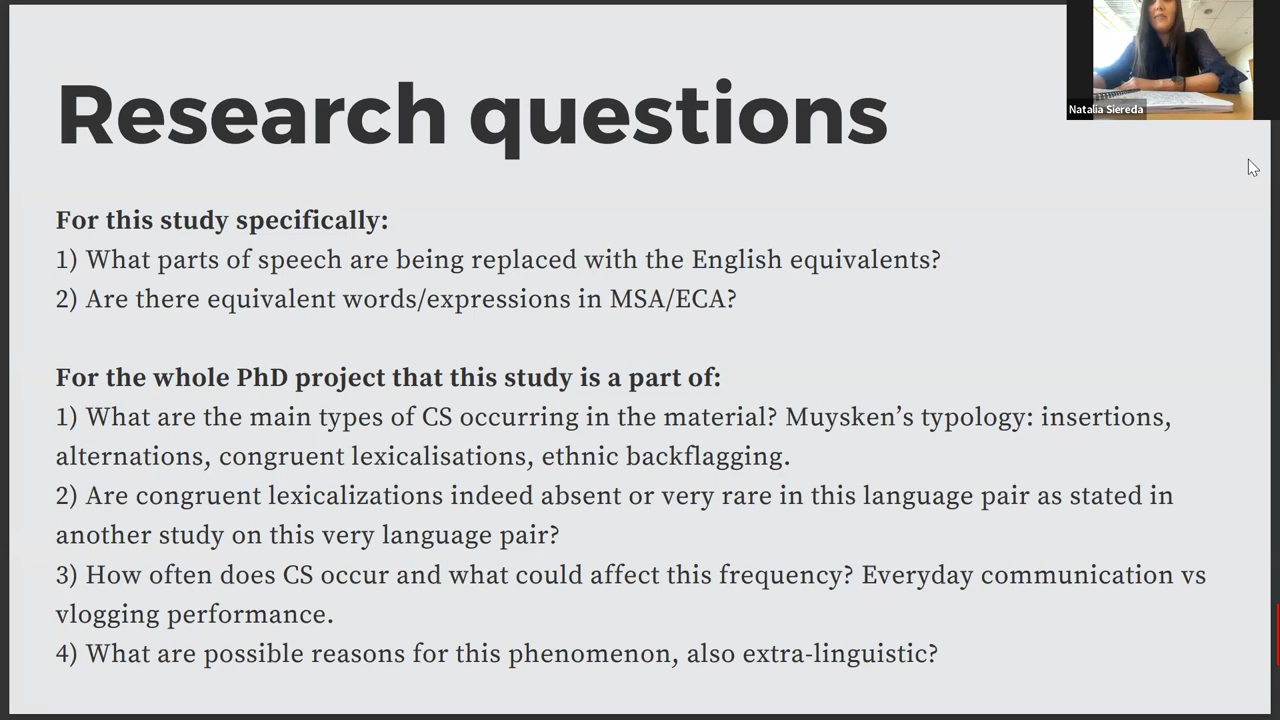 Research questions
Natalia Siereda
For this study specifically:
1) What parts of speech are being replaced with the English equivalents?
2) Are there equivalent words/expressions in MSA/ECA?
For the whole PhD project that this study is a part of:
1) What are the main types of CS occurring in the material? Muysken’s typology: insertions,
alternations, congruent lexicalisations, ethnic backflagging.
2) Are congruent lexicalizations indeed absent or very rare in this language pair as stated in
another study on this very language pair?
3) How often does CS occur and what could affect this frequency? Everyday communication vs
vlogging performance.
4) What are possible reasons for this phenomenon, also extra-linguistic?